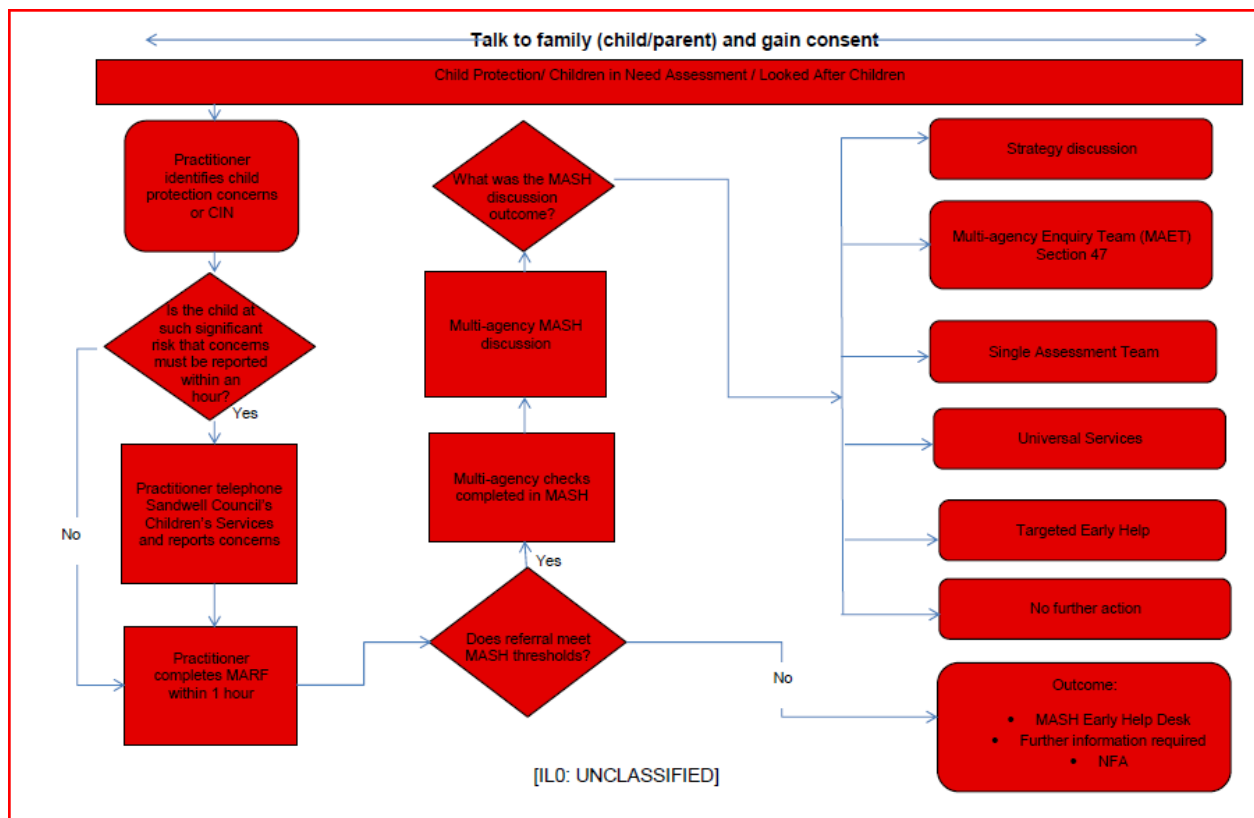 Talk to family (child/parent) and gain consent
Child Protection/ Children in Need Assessment / Looked After Children
Practitioner
identifies child
protection concerns
or CIN
Is the child at
such significant
risk that concerns
must be reported
within an
hour?
Yes
No
Practitioner telephone
Sandwell Council's
Children's Services
and reports concerns
Practitioner
completes MARF
within 1 hour
Does referral meet
MASH thresholds?
Yes
No
Multi-agency checks
completed in MASH
Multi-agency MASH
discussion
What was the MASH
discussion
outcome?
Strategy discussion
Multi-agency Enquiry Team (MAET)
Section 47
Single Assessment Team
Universal Services
Targeted Early Help
No further action
Outcome:
• MASH Early Help Desk
• Further information required
• NFA
[IL0: UNCLASSIFIED]